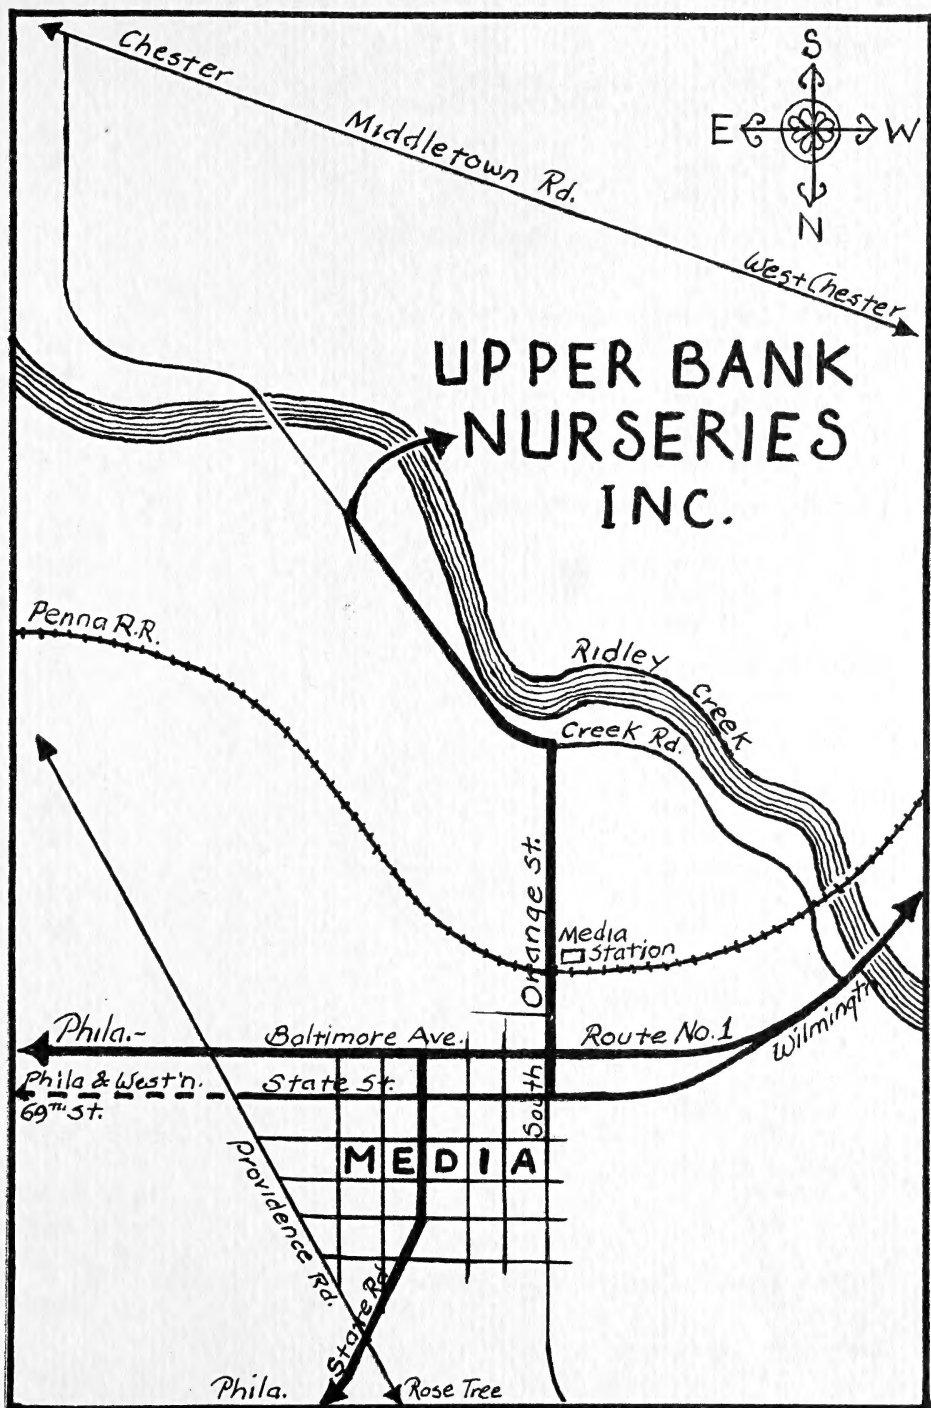 Chester
Middletown Rd.
West Chester
S
E W
N
UPPER BANK
NURSERIES
INC.
Penna R.R.
Ridley
Creek
Creek Rd.
South Orange St.
Media
Station
Phila.-
Baltimore Ave.
Route No. 1
Wilmingt'n
Phila & West'n.
69TH St.
State St.
MEDIA
Providence Rd.
State Rd.
Phila.
Rose Tree